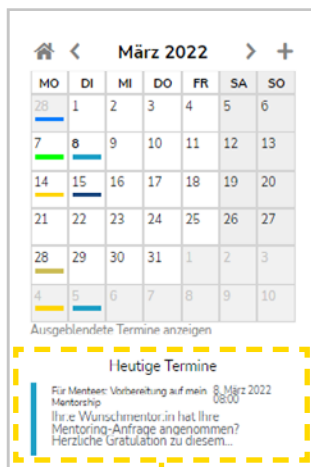 März 2022
MO DI MI DO FR SA SO
28 1 2 3 4 5 6
7 8 9 10 11 12 13
14 15 16 17 18 19 20
21 22 23 24 25 26 27
28 29 30 31 1 2 3
4 5 6 7 8 9 10
Ausgeblendete Termine anzeigen
Heutige Termine
Für Mentees: Vorbereitung auf mein 8. März 2022
Mentorship 08:00
Ihr.e Wunschmentor:in hat Ihre
Mentoring-Anfrage angenommen?
Herzliche Gratulation zu diesem...